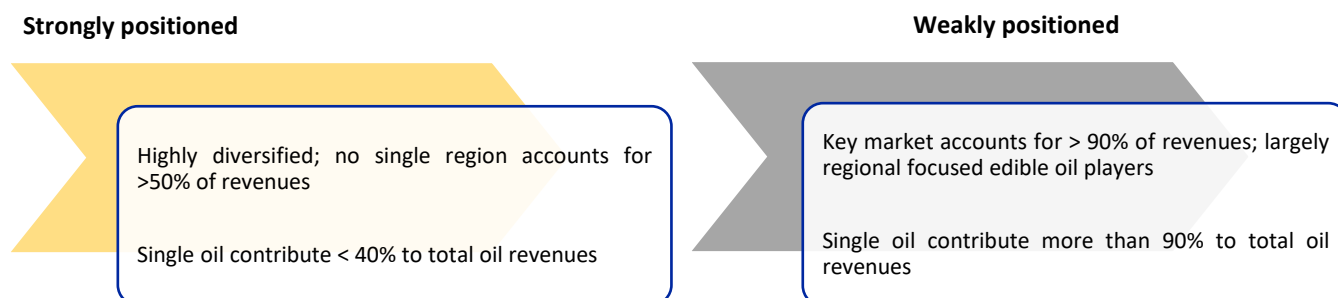 Strongly positioned
Weakly positioned
Highly diversified; no single region accounts for
>50% of revenues
Single oil contribute < 40% to total oil revenues
Key market accounts for > 90% of revenues; largely
regional focused edible oil players
Single oil contribute more than 90% to total oil
revenues